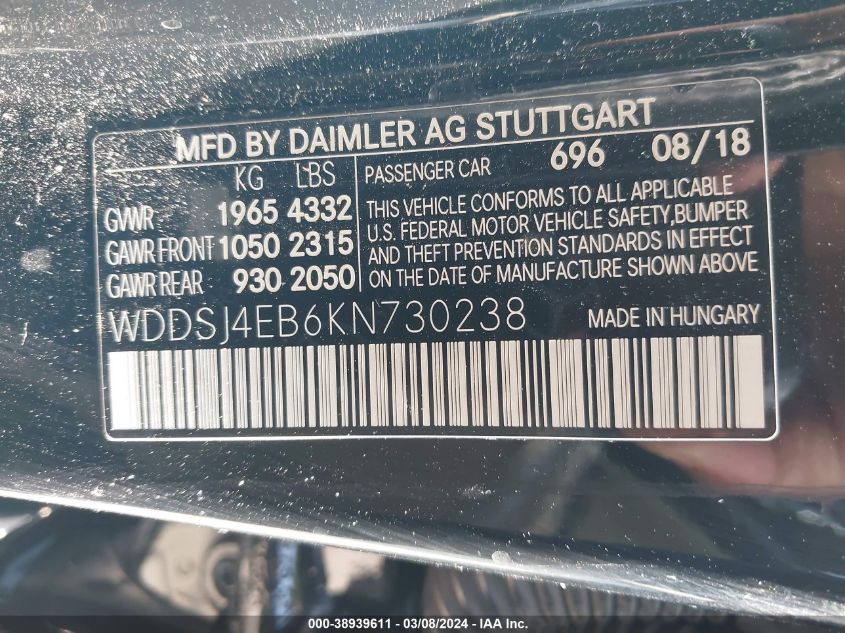 MFD BY DAIMLER AG STUTTGART
KG LBS
GVWR 1965 4332
GAWR FRONT 1050 2315
GAWR REAR 930 2050
PASSENGER CAR 696 08/18
THIS VEHICLE CONFORMS TO ALL APPLICABLE
U.S. FEDERAL MOTOR VEHICLE SAFETY,BUMPER
AND THEFT PREVENTION STANDARDS IN EFFECT
ON THE DATE OF MANUFACTURE SHOWN ABOVE
WDDSJ4EB6KN730238 MADE IN HUNGARY
000-38939611 - 03/08/2024 - IAA Inc.